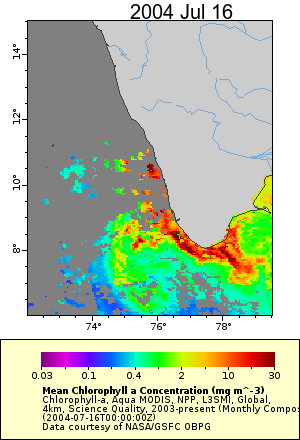 2004 Jul 16
14°
12°
10°
8°
74°
76°
78°
0.03
0.1
0.4
1
3
10
30
Mean Chlorophyll a Concentration (mg m^-3)
Chlorophyll-a, Aqua MODIS, NPP, L3SMI, Global,
4km, Science Quality, 2003-present (Monthly Compos
(2004-07-16T00:00:00Z)
Data courtesy of NASA/GSFC OBPG